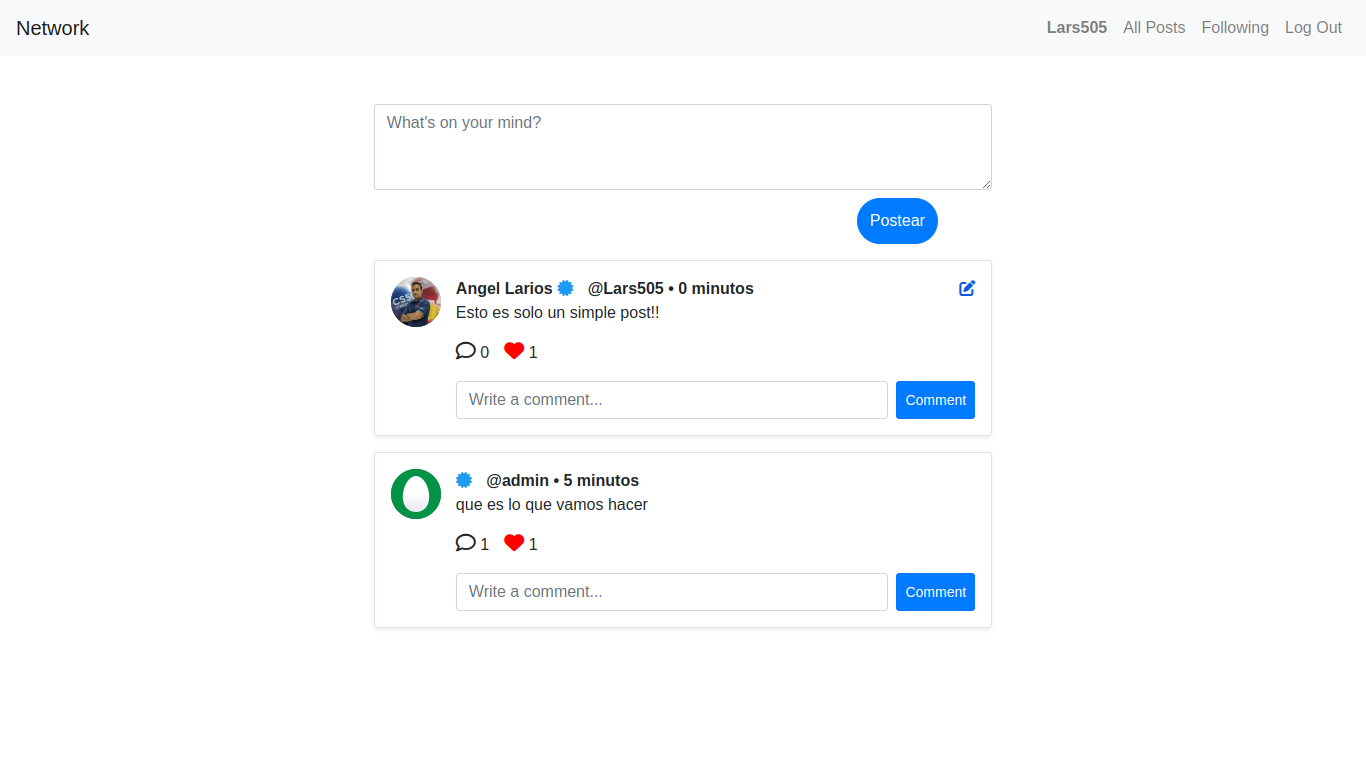 Network Lars505 All Posts Following Log Out
What's on your mind?
Postear
Angel Larios @Lars505 • 0 minutos
Esto es solo un simple post!!
0 1
Write a comment... Comment
@admin • 5 minutos
que es lo que vamos hacer
1 1
Write a comment... Comment